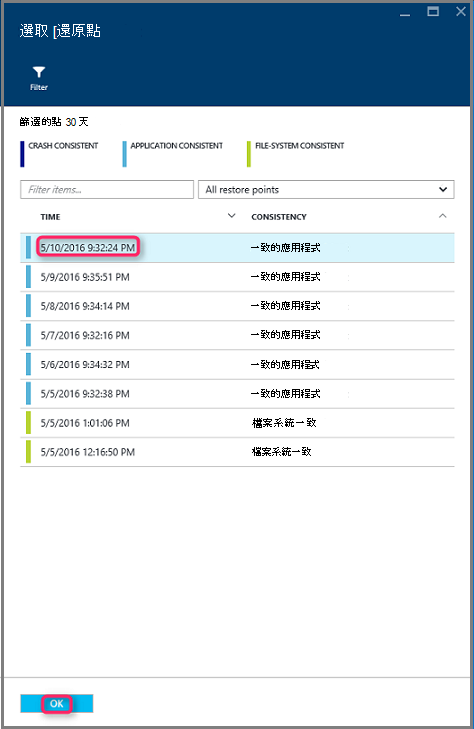 選取 [還原點
Filter
篩選的點 30 天
CRASH CONSISTENT APPLICATION CONSISTENT FILE-SYSTEM CONSISTENT
Filter items... All restore points
TIME CONSISTENCY
5/10/2016 9:32:24 PM 一致的應用程式
5/9/2016 9:35:51 PM 一致的應用程式
5/8/2016 9:34:14 PM 一致的應用程式
5/7/2016 9:32:16 PM 一致的應用程式
5/6/2016 9:34:32 PM 一致的應用程式
5/5/2016 9:32:38 PM 一致的應用程式
5/5/2016 1:01:06 PM 檔案系統一致
5/5/2016 12:16:50 PM 檔案系統一致
OK